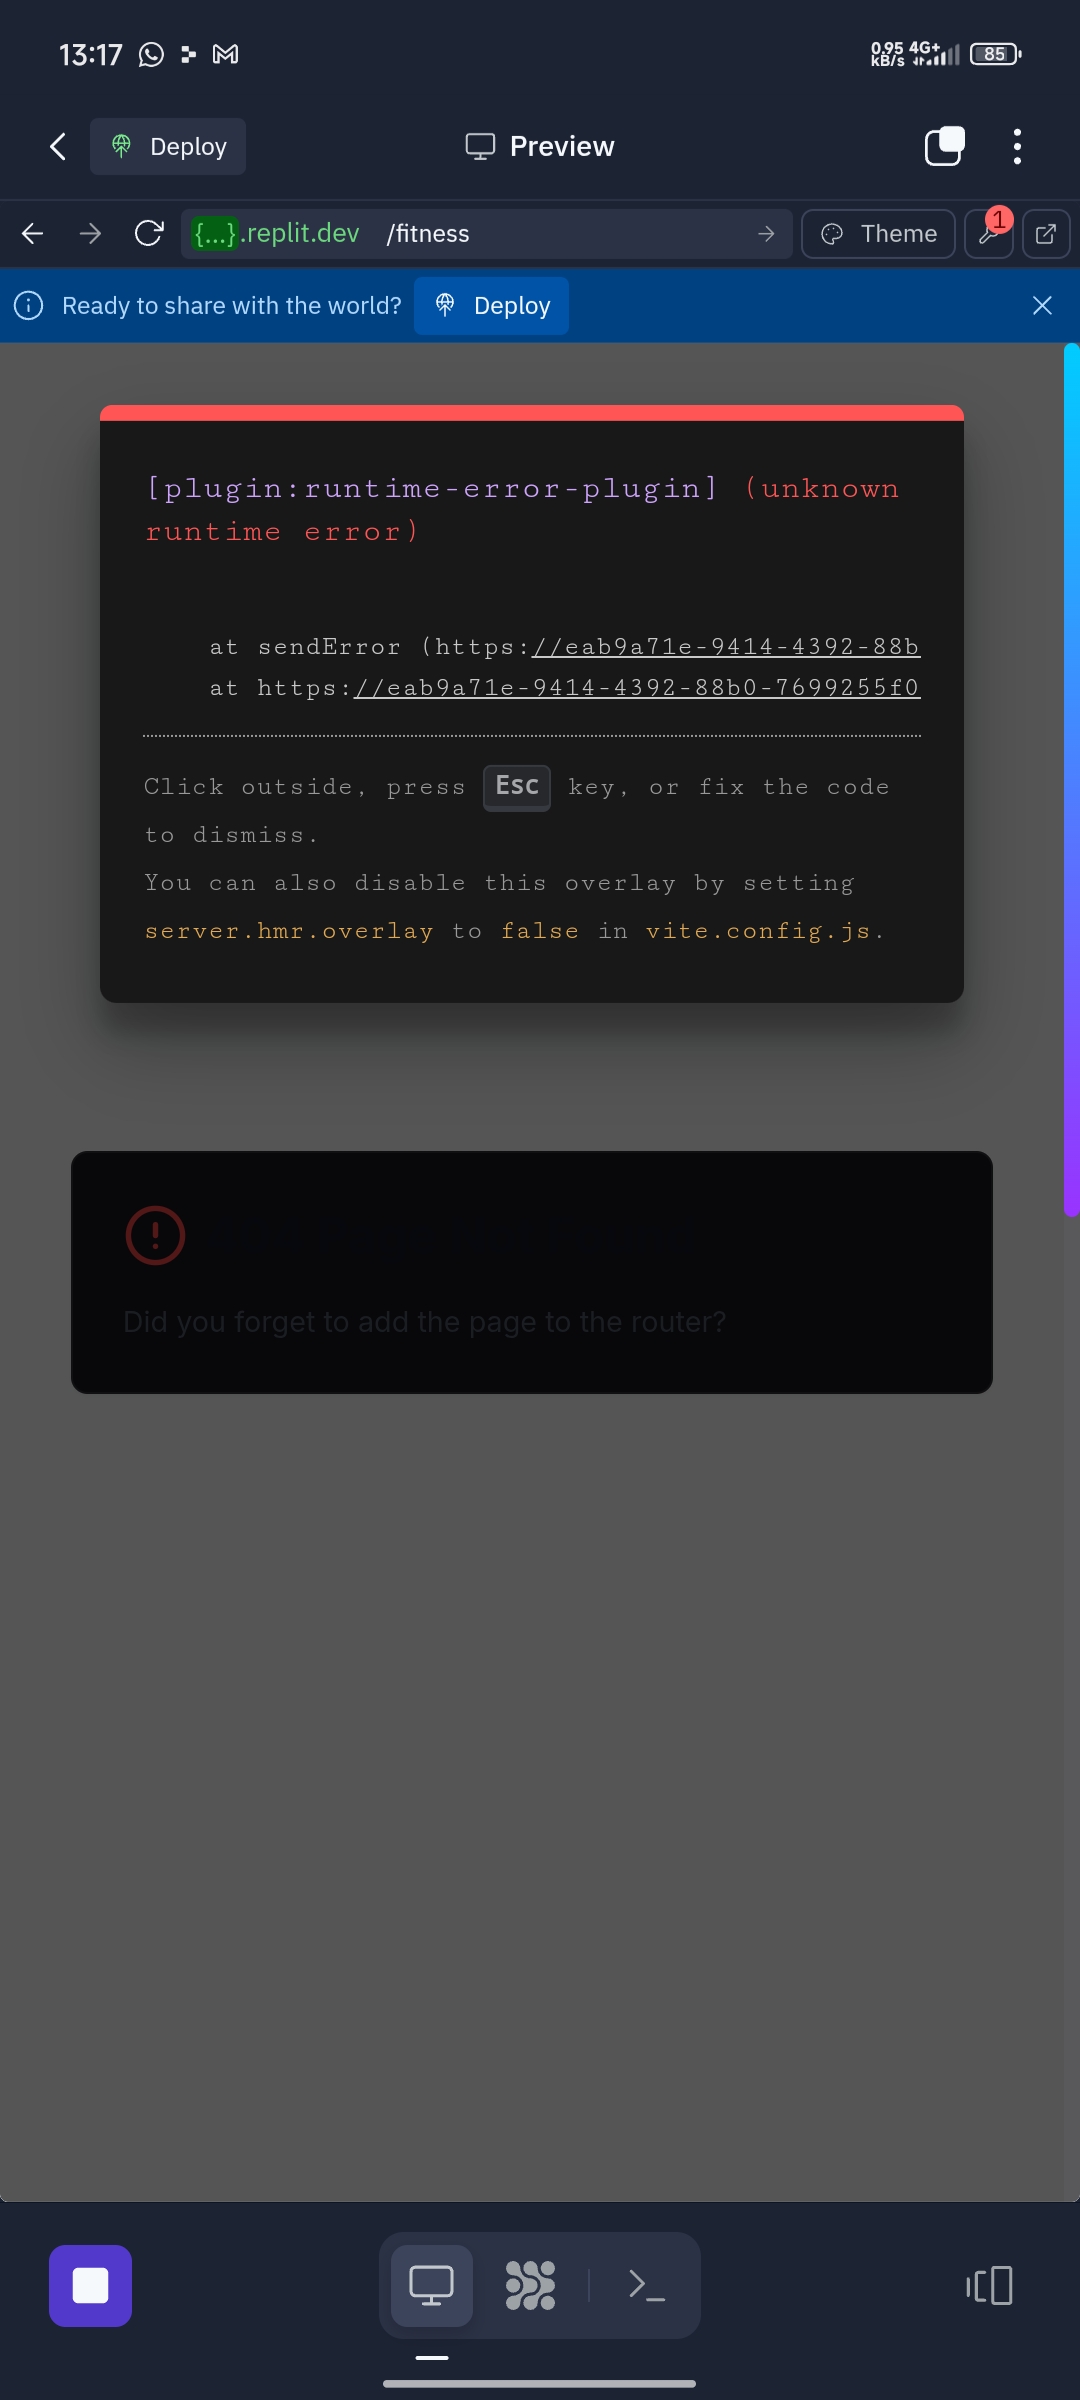 13:17
0.95 4G+
kB/s
85
Deploy
Preview
{...}.replit.dev /fitness
Theme
1
Ready to share with the world?
Deploy
[plugin:runtime-error-plugin] (unknown
runtime error)
at sendError (https://eab9a71e-9414-4392-88b
at https://eab9a71e-9414-4392-88b0-7699255f0
Click outside, press Esc key, or fix the code
to dismiss.
You can also disable this overlay by setting
server.hmr.overlay to false in vite.config.js.
Did you forget to add the page to the router?